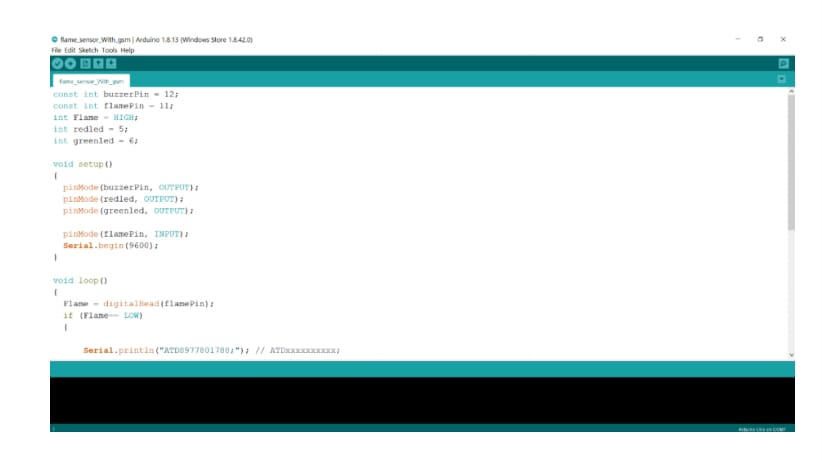 flame_sensor_With_gsm | Arduino 1.8.13 (Windows Store 1.8.42.0)
File Edit Sketch Tools Help
flame_sensor_With_gsm
const int buzzerPin = 12;
const int flamePin = 11;
int Flame = HIGH;
int redled = 5;
int greenled = 6;
void setup()
{
pinMode(buzzerPin, OUTPUT);
pinMode(redled, OUTPUT);
pinMode(greenled, OUTPUT);
pinMode(flamePin, INPUT);
Serial.begin(9600);
}
void loop()
{
Flame = digitalRead(flamePin);
if (Flame== LOW)
{
Serial.println("ATD8977801788;"); // ATDxxxxxxxxxx;
Arduino Uno on COM7